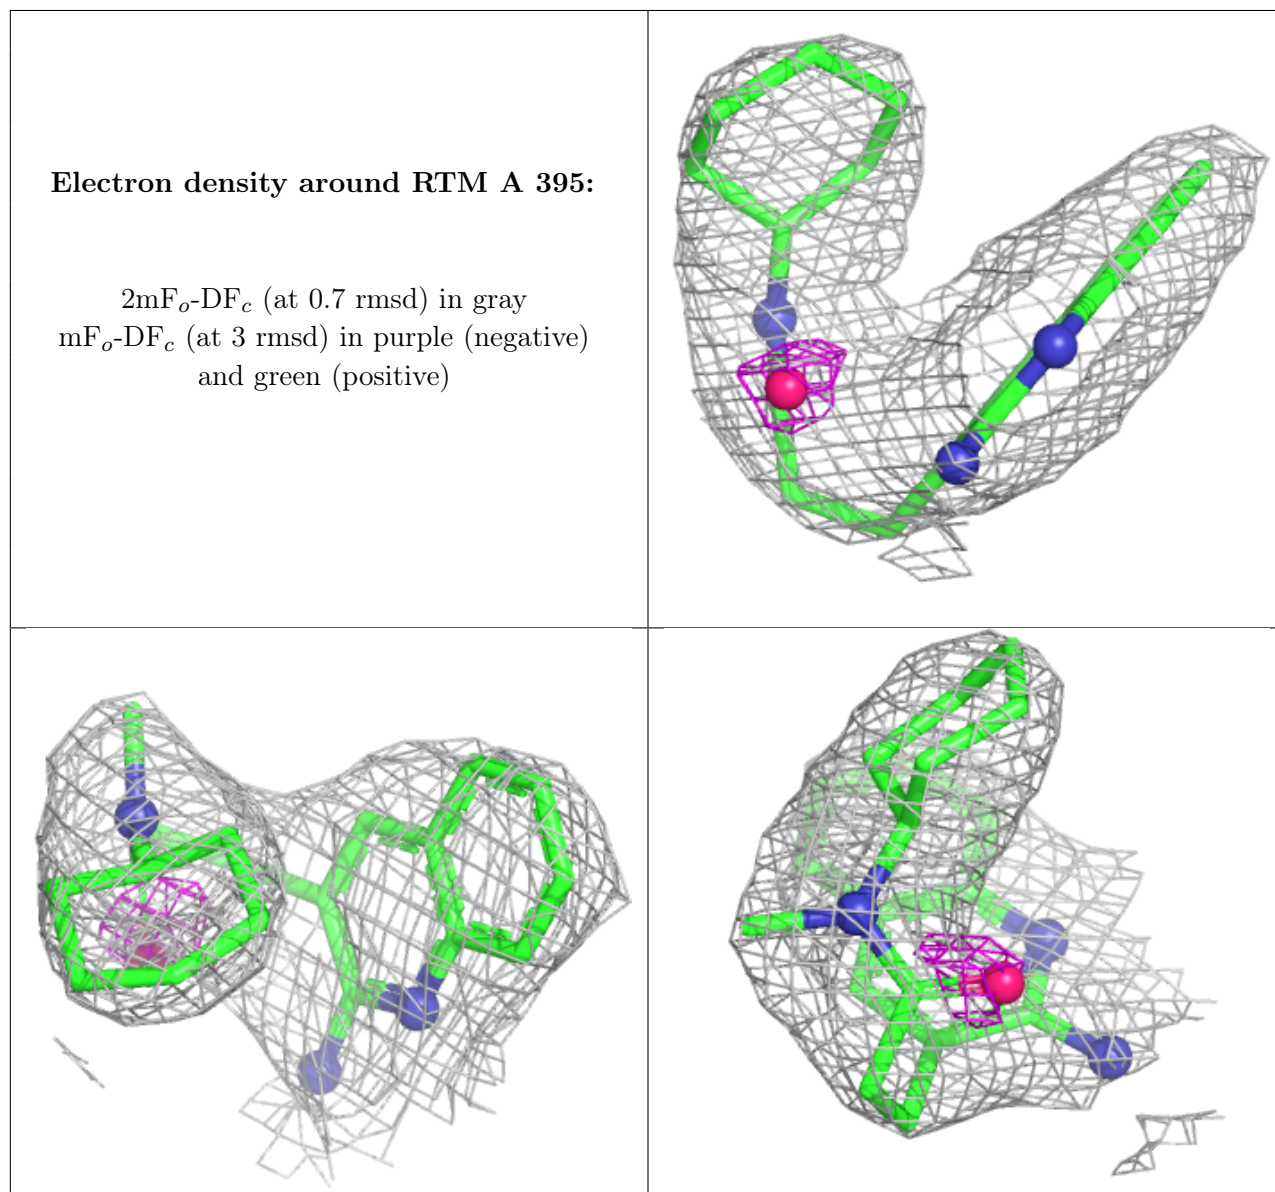 Electron density around RTM A 395:
2mFo-DFc (at 0.7 rmsd) in gray
mFo-DFc (at 3 rmsd) in purple (negative)
and green (positive)